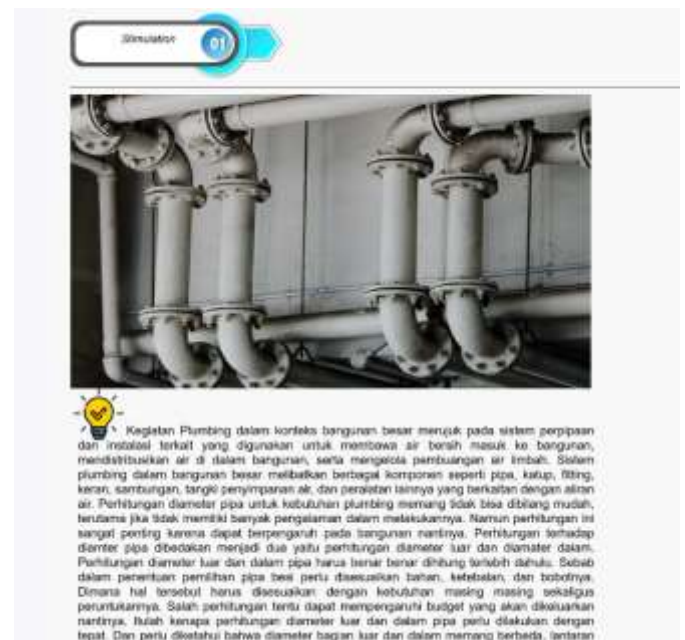 Stimulation
01
Kegiatan Plumbing dalam konteks bangunan besar merujuk pada sistem perpipaan
dan instalasi terkait yang digunakan untuk membawa air bersih masuk ke bangunan,
mendistribusikan air di dalam bangunan, serta mengelola pembuangan air limbah. Sistem
plumbing dalam bangunan besar melibatkan berbagai komponen seperti pipa, katup, fitting,
keran, sambungan, tangki penyimpanan air, dan peralatan lainnya yang berkaitan dengan aliran
air. Perhitungan diameter pipa untuk kebutuhan plumbing memang tidak bisa dibilang mudah,
terutama jika tidak memiliki banyak pengalaman dalam melakukannya. Namun perhitungan ini
sangat penting karena dapat berpengaruh pada bangunan nantinya. Perhitungan terhadap
diamter pipa dibedakan menjadi dua yaitu perhitungan diameter luar dan diamater dalam.
Perhitungan diameter luar dan dalam pipa harus benar benar dihitung terlebih dahulu. Sebab
dalam penentuan pemilihan pipa besi perlu disesuaikan bahan, ketebalan, dan bobotnya.
Dimana hal tersebut harus disesuaikan dengan kebutuhan masing masing sekaligus
peruntukannya. Salah perhitungan tentu dapat mempengaruhi budget yang akan dikeluarkan
nantinya. Itulah kenapa perhitungan diameter luar dan dalam pipa perlu dilakukan dengan
tepat. Dan perlu diketahui bahwa diameter bagian luar dan dalam memang berbeda, lantaran